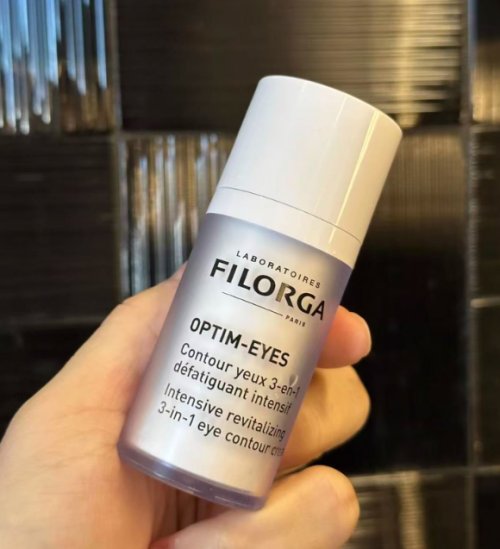 LABORATOIRES
FILORGA
PARIS
OPTIM-EYES
Contour yeux 3-en-1
défatiguant intensif
Intensive revitalizing
3-in-1 eye contour